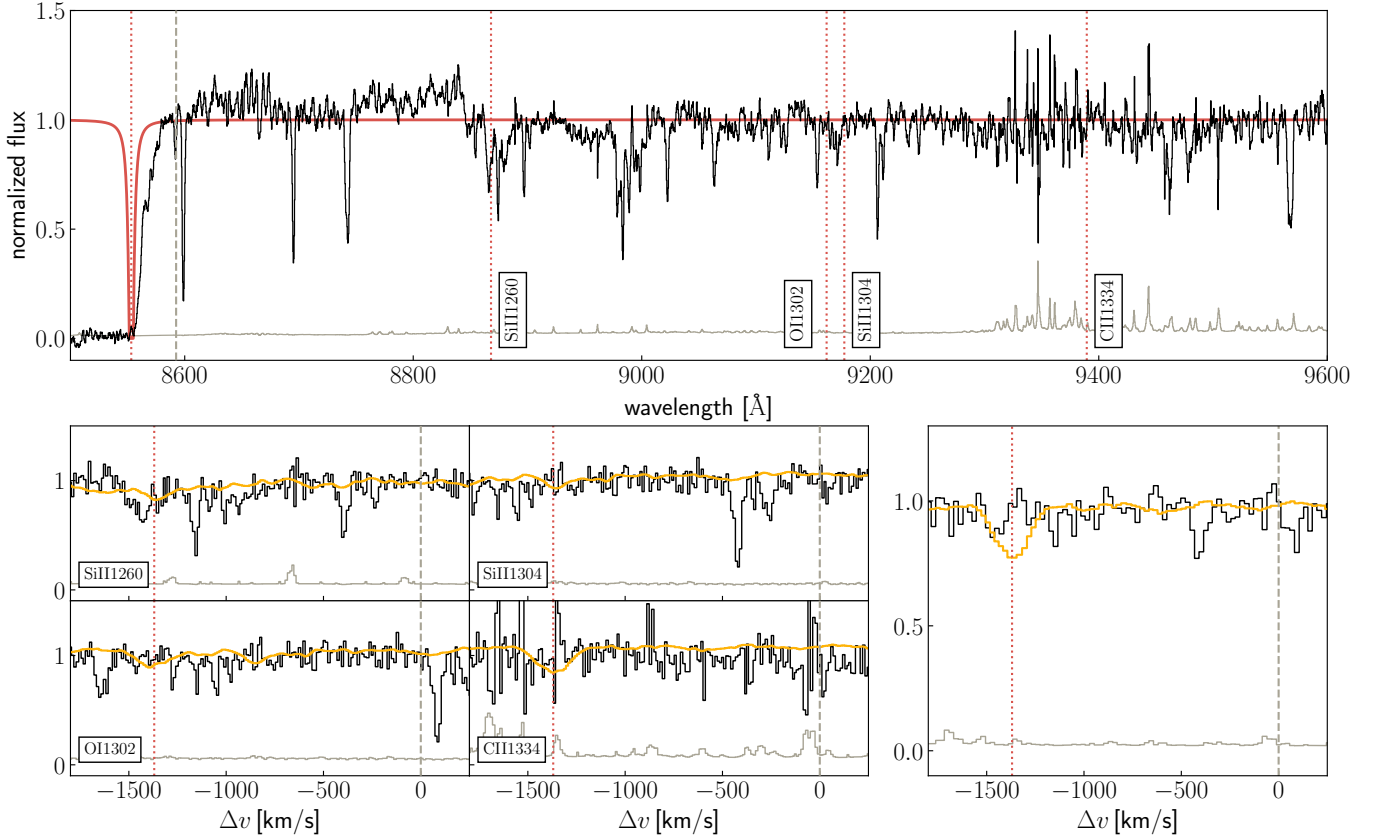 1.5
1.0
0.5
0.0
normalized flux
SiII1260
OI1302
SiII1304
CII1334
8600 8800 9000 9200 9400 9600
wavelength [Å]
1
0
SiII1260
SiII1304
1
0
OI1302
CII1334
−1500 −1000 −500 0
−1500 −1000 −500 0
Δv [km/s]
Δv [km/s]
1.0
0.5
0.0
−1500 −1000 −500 0
Δv [km/s]